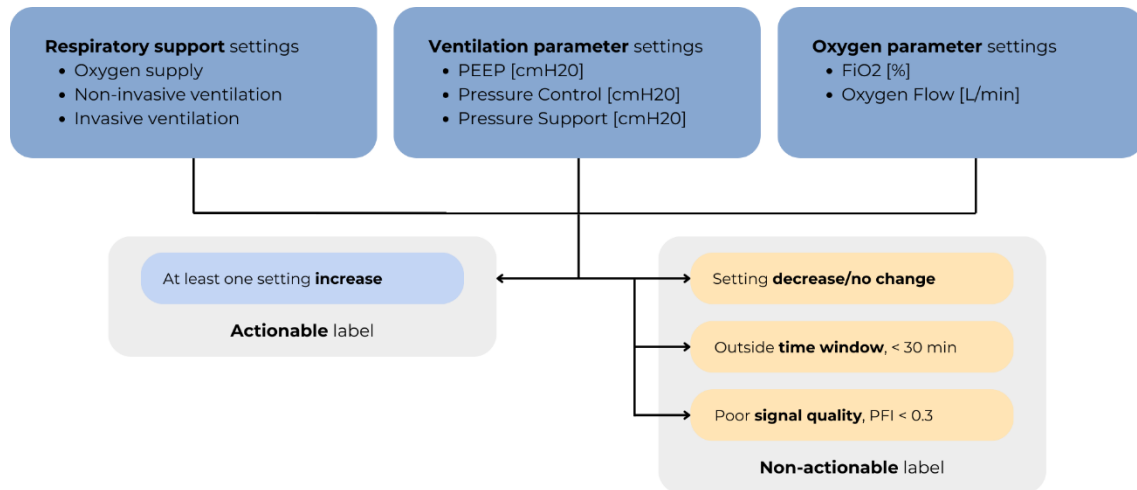 Respiratory support settings
• Oxygen supply
• Non-invasive ventilation
• Invasive ventilation
Ventilation parameter settings
• PEEP [cmH20]
• Pressure Control [cmH20]
• Pressure Support [cmH20]
Oxygen parameter settings
• FiO2 [%]
• Oxygen Flow [L/min]
At least one setting increase
Actionable label
Setting decrease/no change
Outside time window, < 30 min
Poor signal quality, PFI < 0.3
Non-actionable label